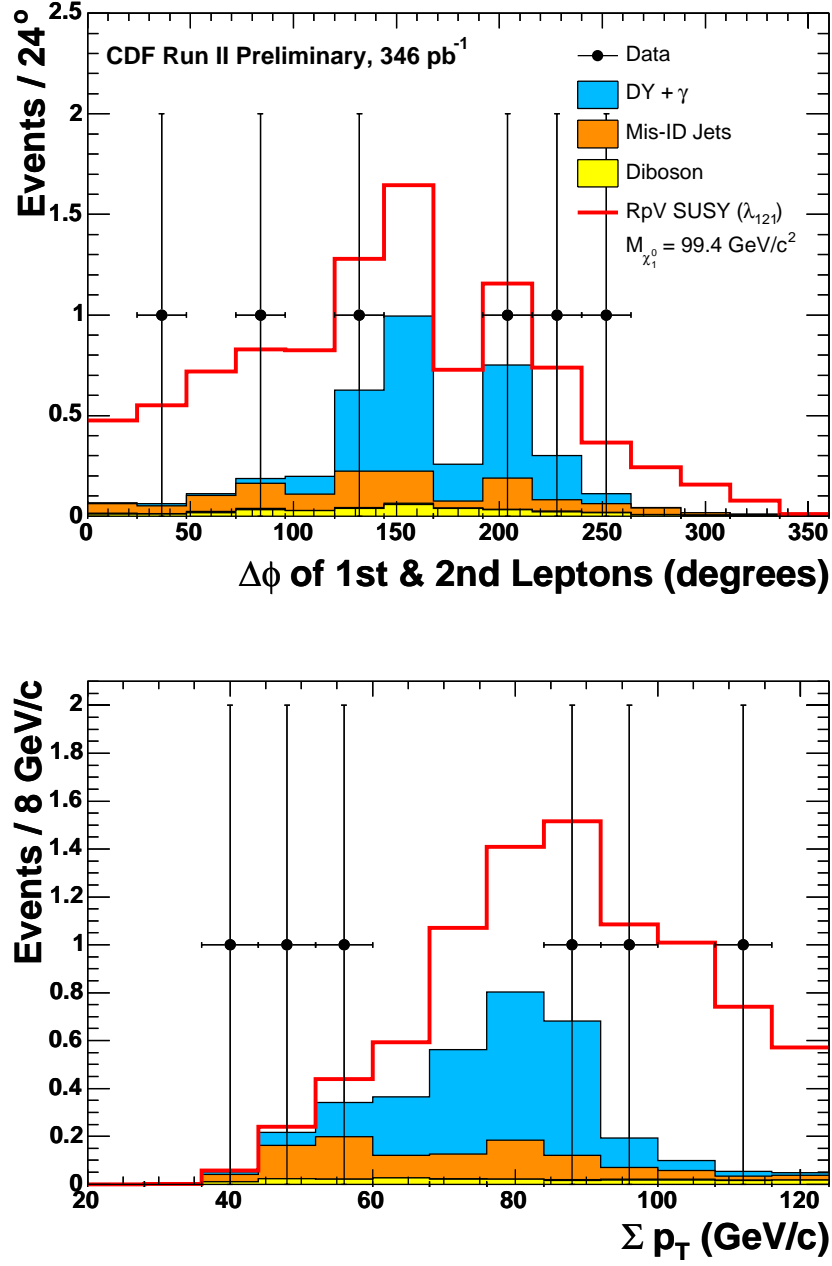 Events / 24°
2.5
2
1.5
1
0.5
0
CDF Run II Preliminary, 346 pb⁻¹
Data
DY + γ
Mis-ID Jets
Diboson
RpV SUSY (λ₁₂₁)
M_χ₁⁰ = 99.4 GeV/c²
0 50 100 150 200 250 300 350
Δϕ of 1st & 2nd Leptons (degrees)
Events / 8 GeV/c
2
1.8
1.6
1.4
1.2
1
0.8
0.6
0.4
0.2
0
20 40 60 80 100 120
Σ p_T (GeV/c)